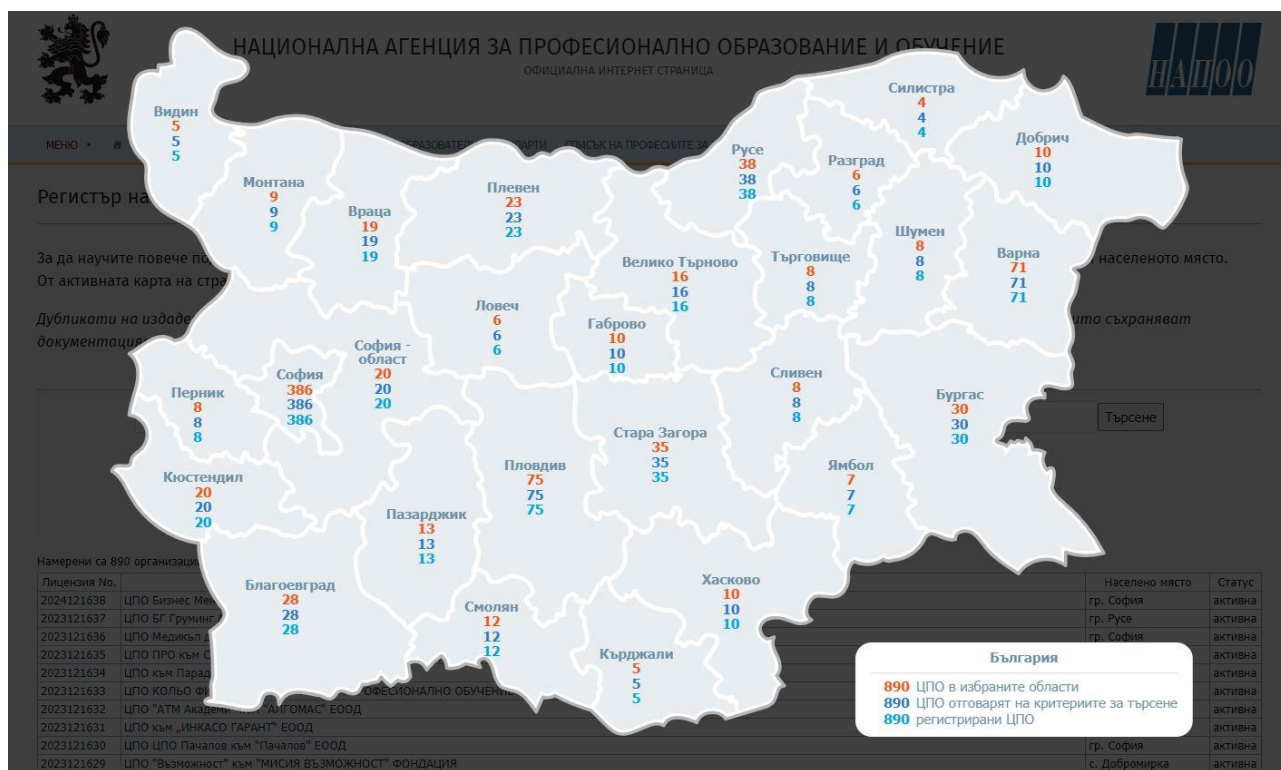 НАЦИОНАЛНА АГЕНЦИЯ ЗА ПРОФЕСИОНАЛНО ОБРАЗОВАНИЕ И ОБУЧЕНИЕ
ОФИЦИАЛНА ИНТЕРНЕТ СТРАНИЦА
НАПОО
МЕНЮ
СПИСЪК НА ПРОФЕСИИТЕ ЗА
Видин
5
5
5
Силистра
4
4
4
Добрич
10
10
10
Русе
38
38
38
Разград
6
6
6
Монтана
9
9
9
Плевен
23
23
23
Враца
19
19
19
Шумен
8
8
8
Варна
71
71
71
Велико Търново
16
16
16
Търговище
8
8
8
Ловеч
6
6
6
Габрово
10
10
10
София -
област
20
20
20
София
386
386
386
Перник
8
8
8
Сливен
8
8
8
Бургас
30
30
30
Стара Загора
35
35
35
Пловдив
75
75
75
Ямбол
7
7
7
Кюстендил
20
20
20
Пазарджик
13
13
13
Благоевград
28
28
28
Хасково
10
10
10
Смолян
12
12
12
Кърджали
5
5
5
Регистър
За да научите повече
населеното място.
От активната карта на
Дубликати на
съхраняват
Търсене
Намерени са 890
Лицензия No. Населено място Статус
2024121638 ЦПО Бизнес гр. София активна
2023121637 ЦПО БГ Груминг гр. Русе активна
2023121636 ЦПО Медикъл гр. София активна
2023121635 ЦПО ПРО към активна
2023121634 ЦПО към активна
2023121633 ЦПО КОЛЬО активна
2023121632 ЦПО "АТМ "АЛГОМАС" ЕООД активна
2023121631 ЦПО към „ИНКАСО ГАРАНТ" ЕООД активна
2023121630 ЦПО ЦПО Пачалов към "Пачалов" ЕООД гр. София активна
2023121629 ЦПО "Възможност" към "МИСИЯ ВЪЗМОЖНОСТ" ФОНДАЦИЯ с. Добромирка активна
България
890 ЦПО в избраните области
890 ЦПО отговарят на критериите за търсене
890 регистрирани ЦПО